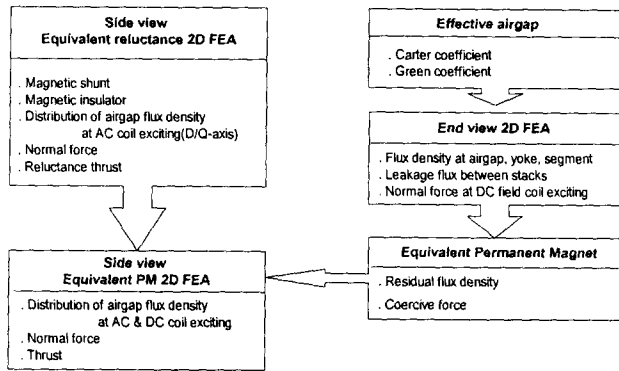 Side view
Equivalent reluctance 2D FEA
. Magnetic shunt
. Magnetic insulator
. Distribution of airgap flux density
at AC coil exciting(D/Q-axis)
. Normal force
. Reluctance thrust
Effective airgap
. Carter coefficient
. Green coefficient
End view 2D FEA
. Flux density at airgap, yoke, segment
. Leakage flux between stacks
. Normal force at DC field coil exciting
Equivalent Permanent Magnet
. Residual flux density
. Coercive force
Side view
Equivalent PM 2D FEA
. Distribution of airgap flux density
at AC & DC coil exciting
. Normal force
. Thrust